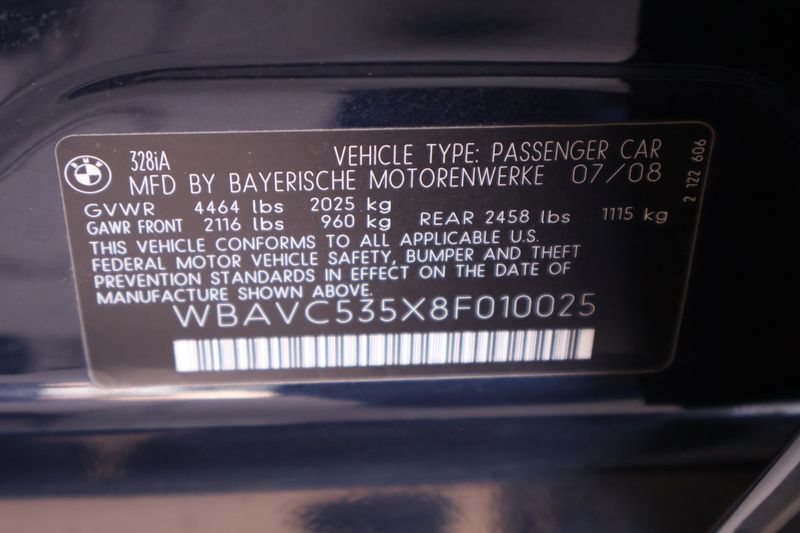 BMW
328iA VEHICLE TYPE: PASSENGER CAR
MFD BY BAYERISCHE MOTORENWERKE 07/08
GVWR 4464 lbs 2025 kg
GAWR FRONT 2116 lbs 960 kg REAR 2458 lbs 1115 kg
THIS VEHICLE CONFORMS TO ALL APPLICABLE U.S.
FEDERAL MOTOR VEHICLE SAFETY, BUMPER AND THEFT
PREVENTION STANDARDS IN EFFECT ON THE DATE OF
MANUFACTURE SHOWN ABOVE.
WBAVC535X8F010025
2 122 606